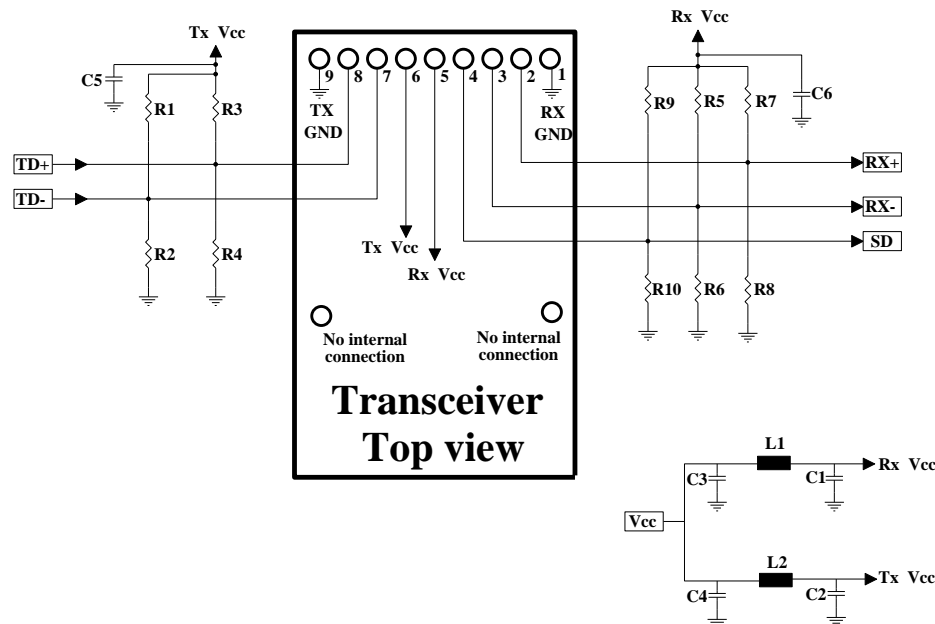 Tx Vcc
Rx Vcc
C5
R1
R3
9
8
7
6
5
4
3
2
1
TX
GND
RX
GND
R9
R5
R7
C6
TD+
RX+
TD-
RX-
SD
R2
R4
Tx Vcc
Rx Vcc
R10
R6
R8
No internal
connection
No internal
connection
Transceiver
Top view
L1
C3
C1
Rx Vcc
Vcc
L2
C4
C2
Tx Vcc